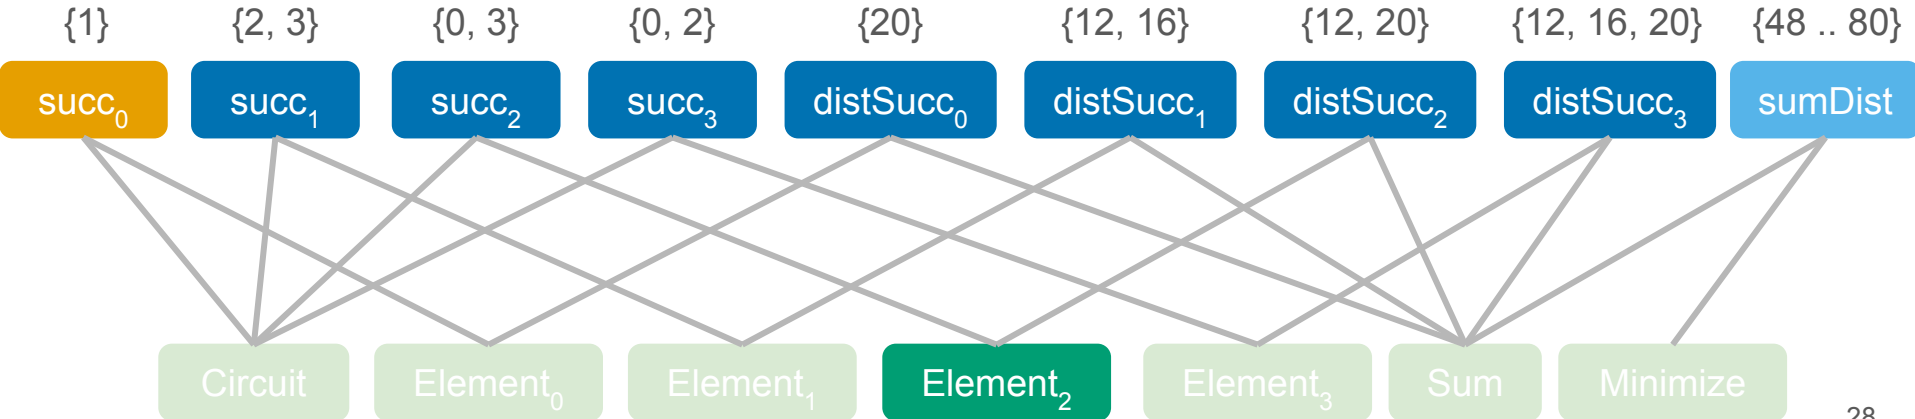 {1} {2, 3} {0, 3} {0, 2} {20} {12, 16} {12, 20} {12, 16, 20} {48 .. 80}
succ₀ succ₁ succ₂ succ₃ distSucc₀ distSucc₁ distSucc₂ distSucc₃ sumDist
Circuit Element₀ Element₁ Element₂ Element₃ Sum Minimize
28